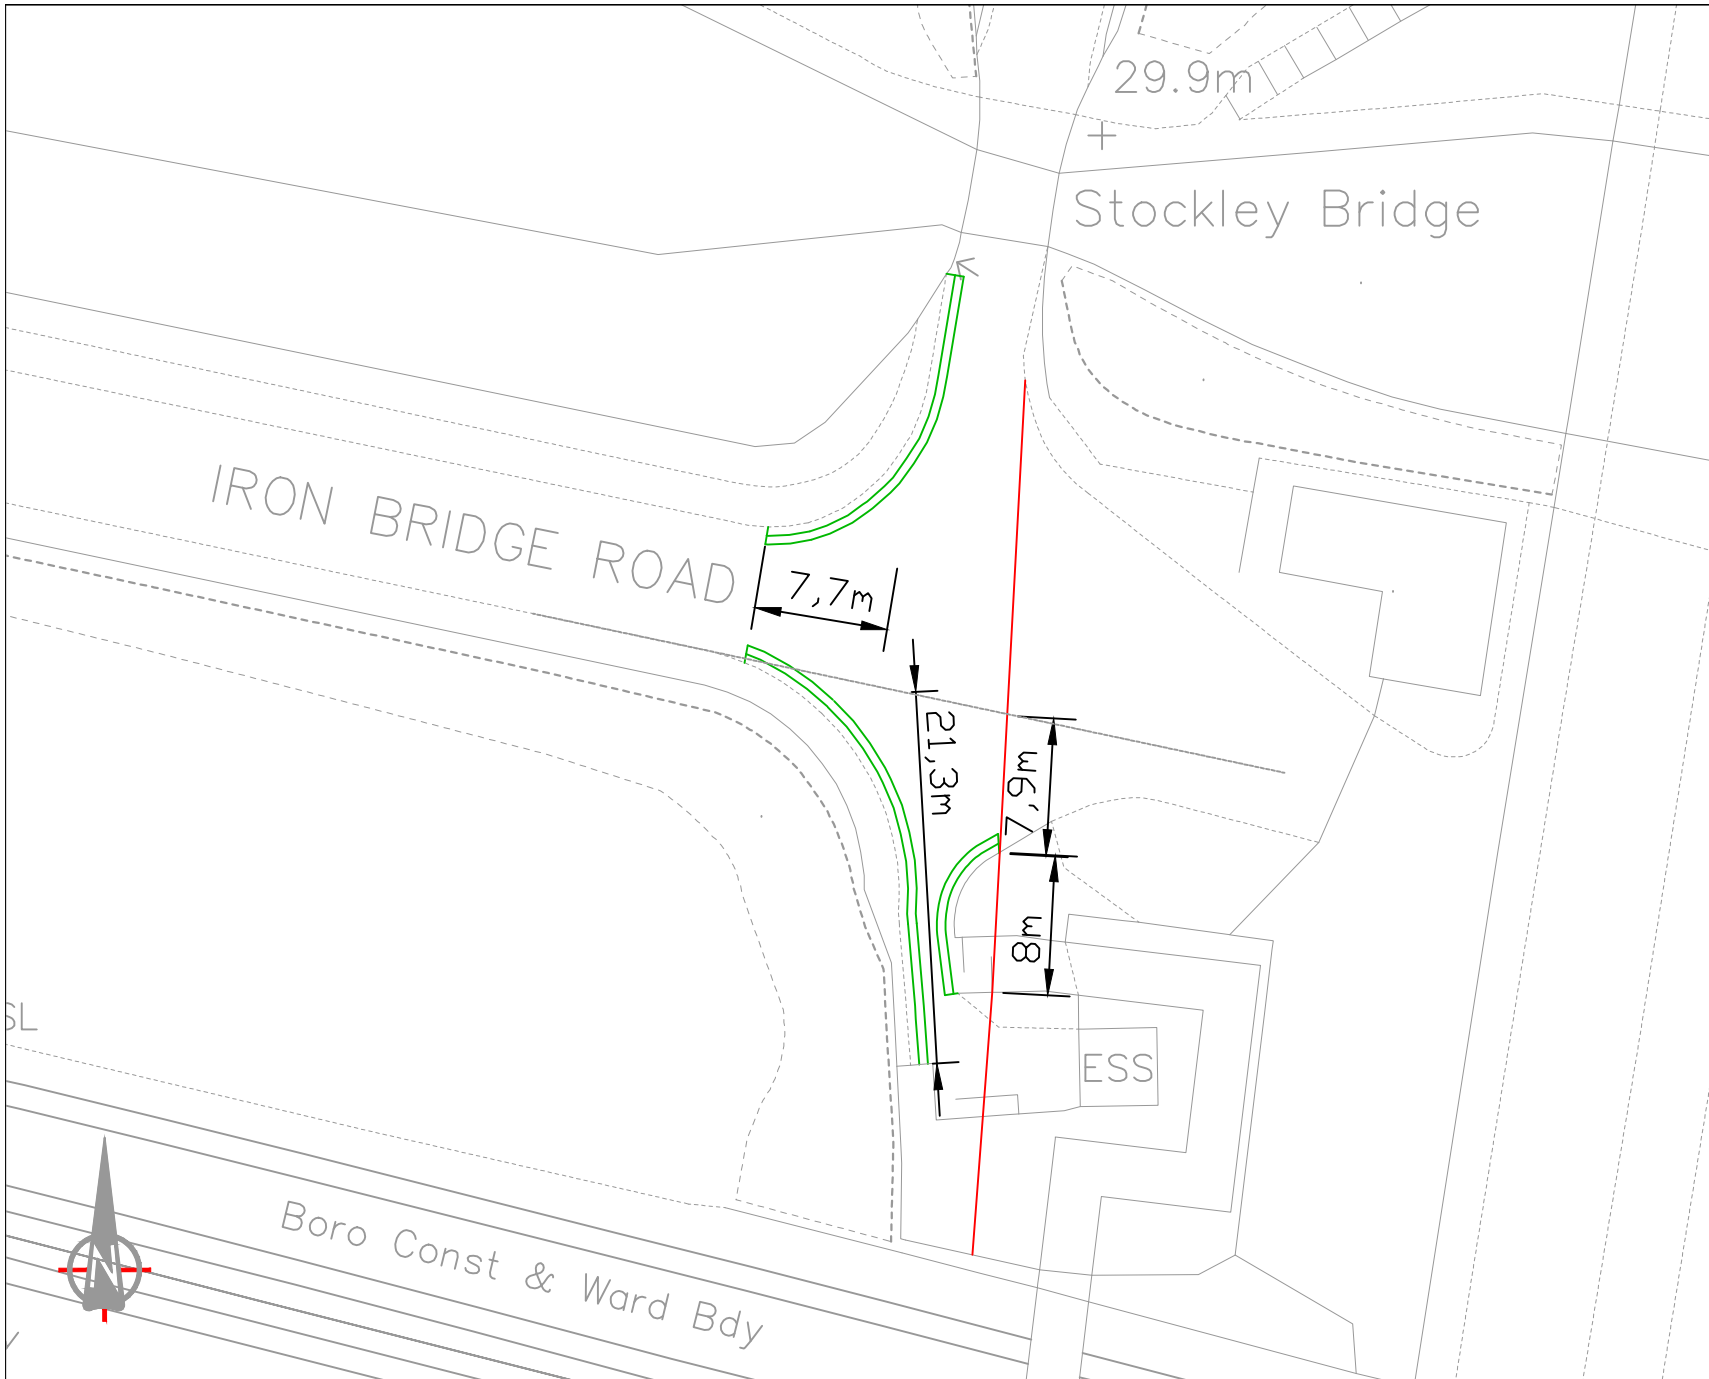 29.9m
Stockley Bridge
IRON BRIDGE ROAD
7,7m
21,3m
7,9m
8m
SL
ESS
Boro Const & Ward Bdy
N